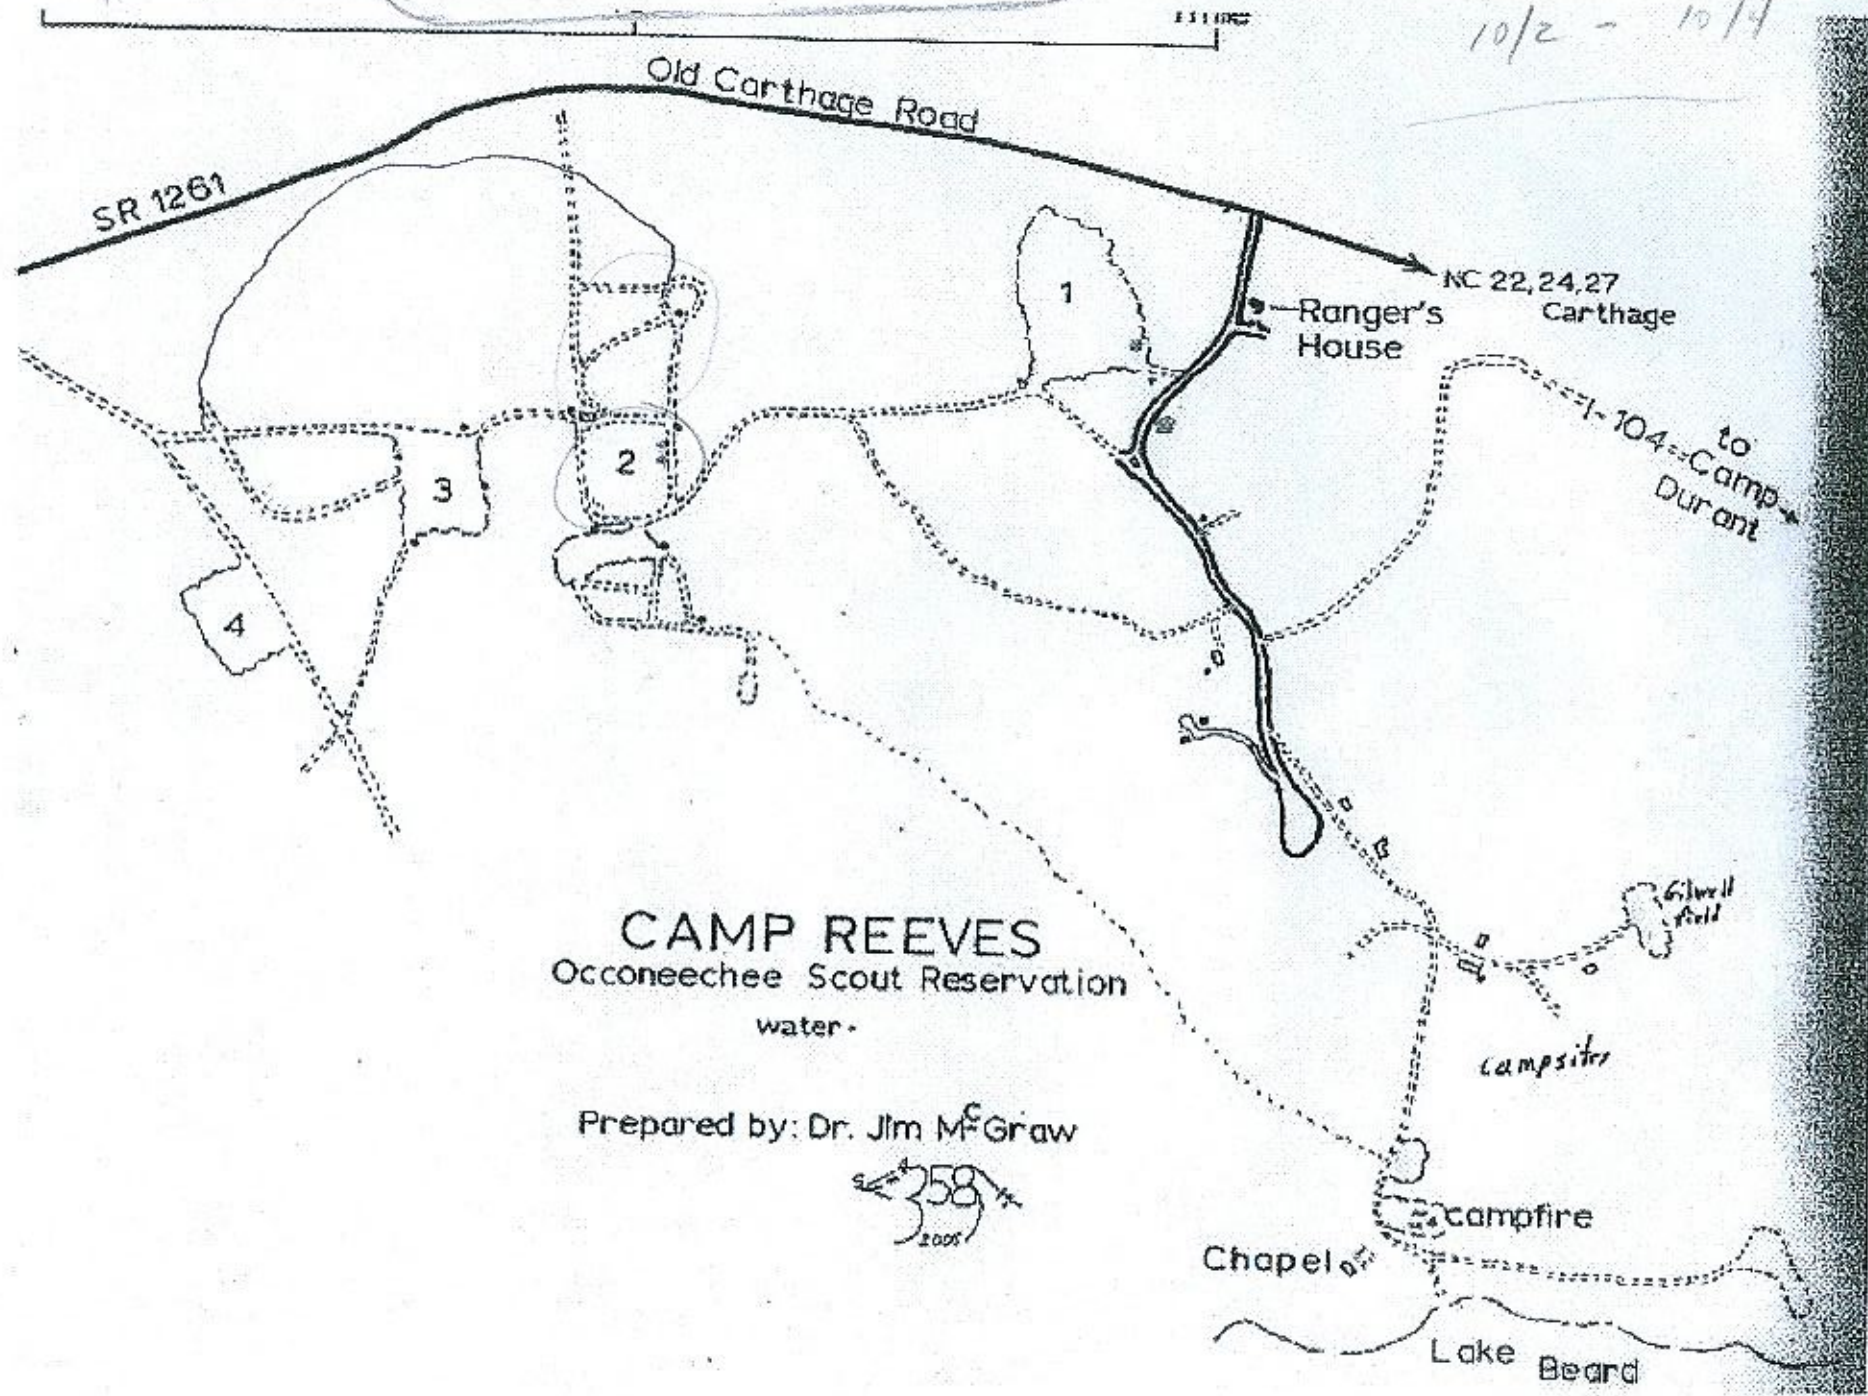 10/2 - 10/4
Old Carthage Road
SR 1261
NC 22,24,27
Carthage
1
Ranger's
House
I-104
to
Camp
Durant
2
3
4
Gilwell
field
CAMP REEVES
Occoneechee Scout Reservation
water
campsites
Prepared by: Dr. Jim McGraw
358
2005
campfire
Chapel
Lake Beard